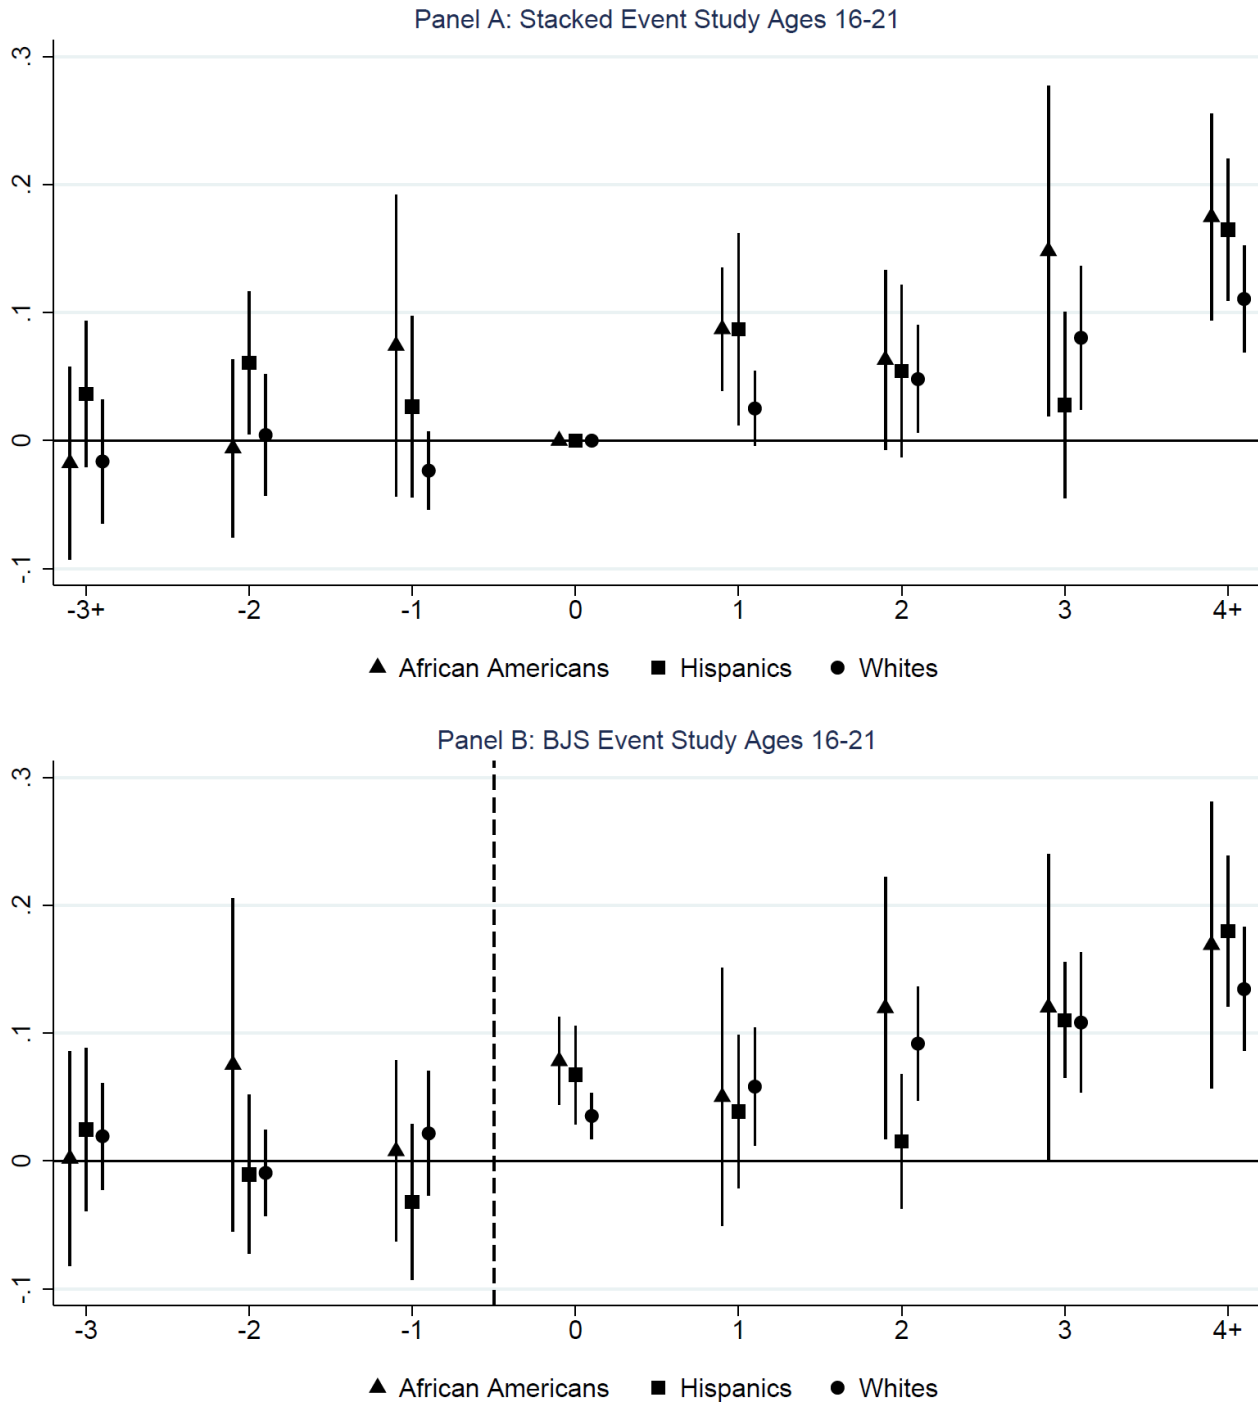 Panel A: Stacked Event Study Ages 16-21
.3
.2
.1
0
-.1
-3+ -2 -1 0 1 2 3 4+
African Americans Hispanics Whites
Panel B: BJS Event Study Ages 16-21
.3
.2
.1
0
-.1
-3 -2 -1 0 1 2 3 4+
African Americans Hispanics Whites